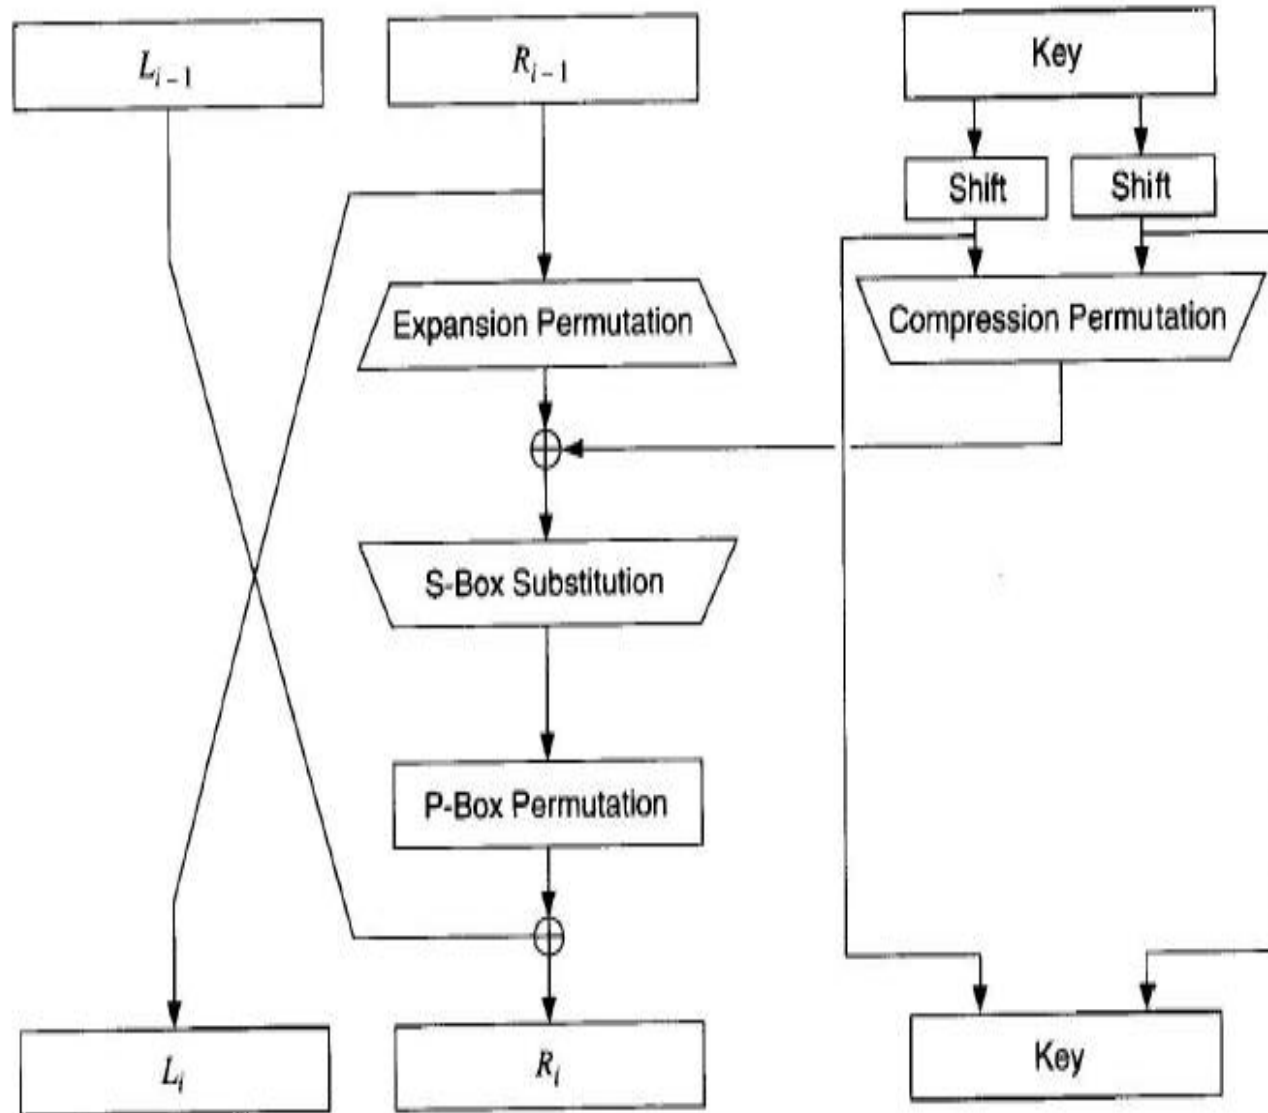 L_{i-1}
R_{i-1}
Key
Shift
Shift
Expansion Permutation
Compression Permutation
S-Box Substitution
P-Box Permutation
L_i
R_i
Key